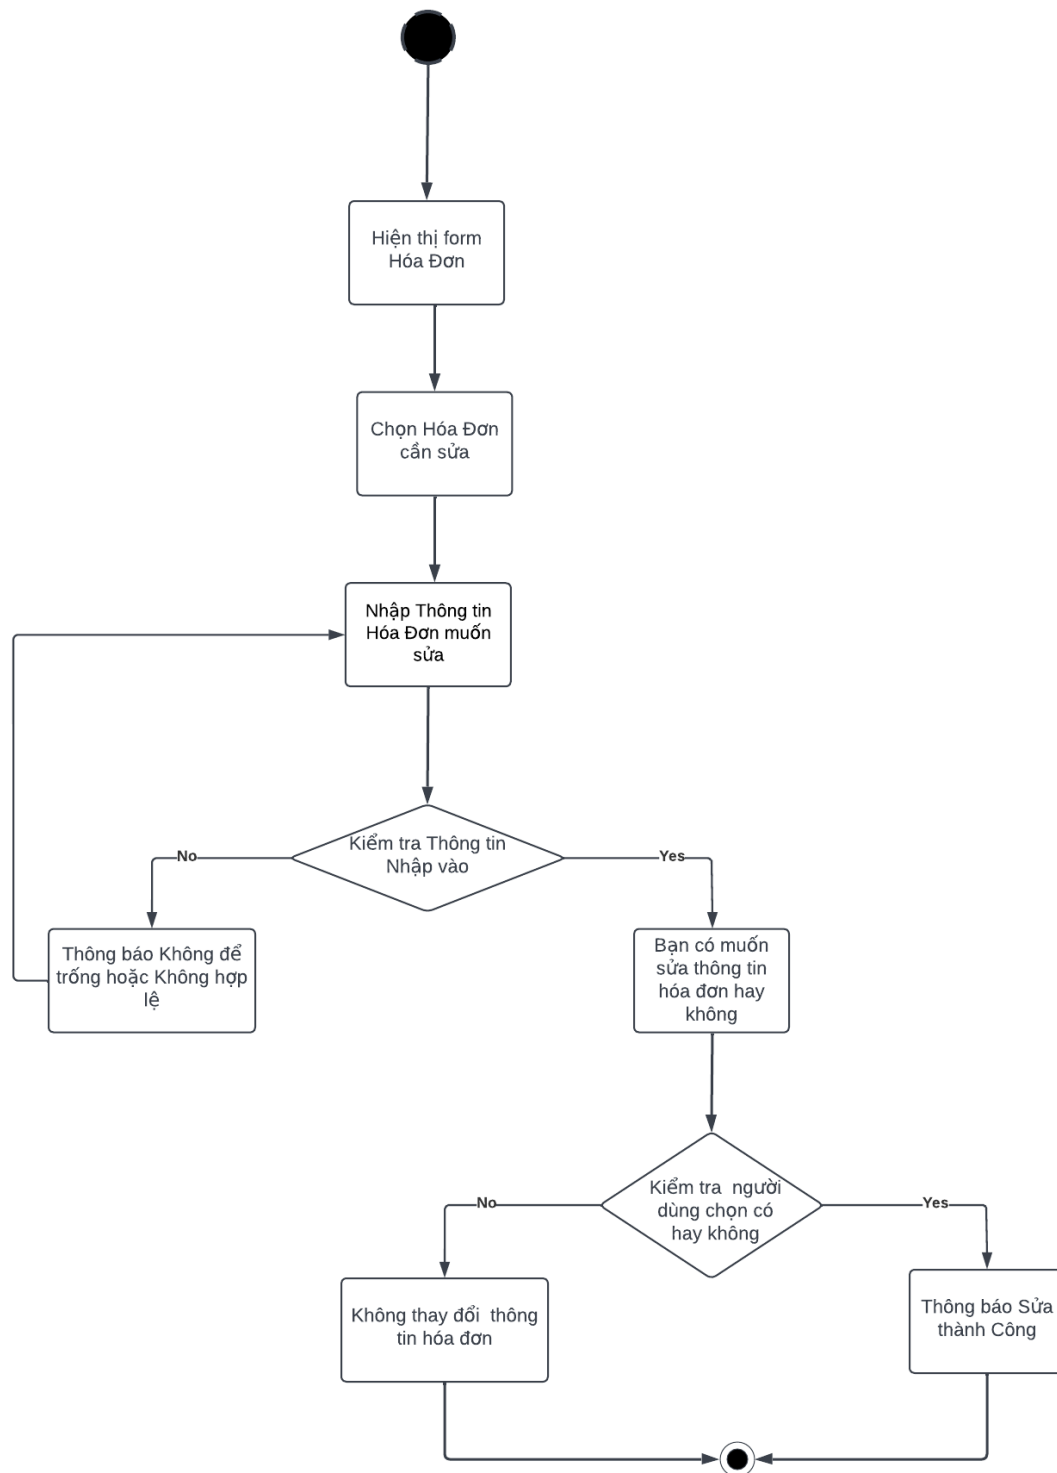 Hiện thị form
Hóa Đơn
Chọn Hóa Đơn
cần sửa
Nhập Thông tin
Hóa Đơn muốn
sửa
Kiểm tra Thông tin
Nhập vào
No
Yes
Thông báo Không để
trống hoặc Không hợp
lệ
Bạn có muốn
sửa thông tin
hóa đơn hay
không
Kiểm tra  người
dùng chọn có
hay không
No
Yes
Không thay đổi  thông
tin hóa đơn
Thông báo Sửa
thành Công